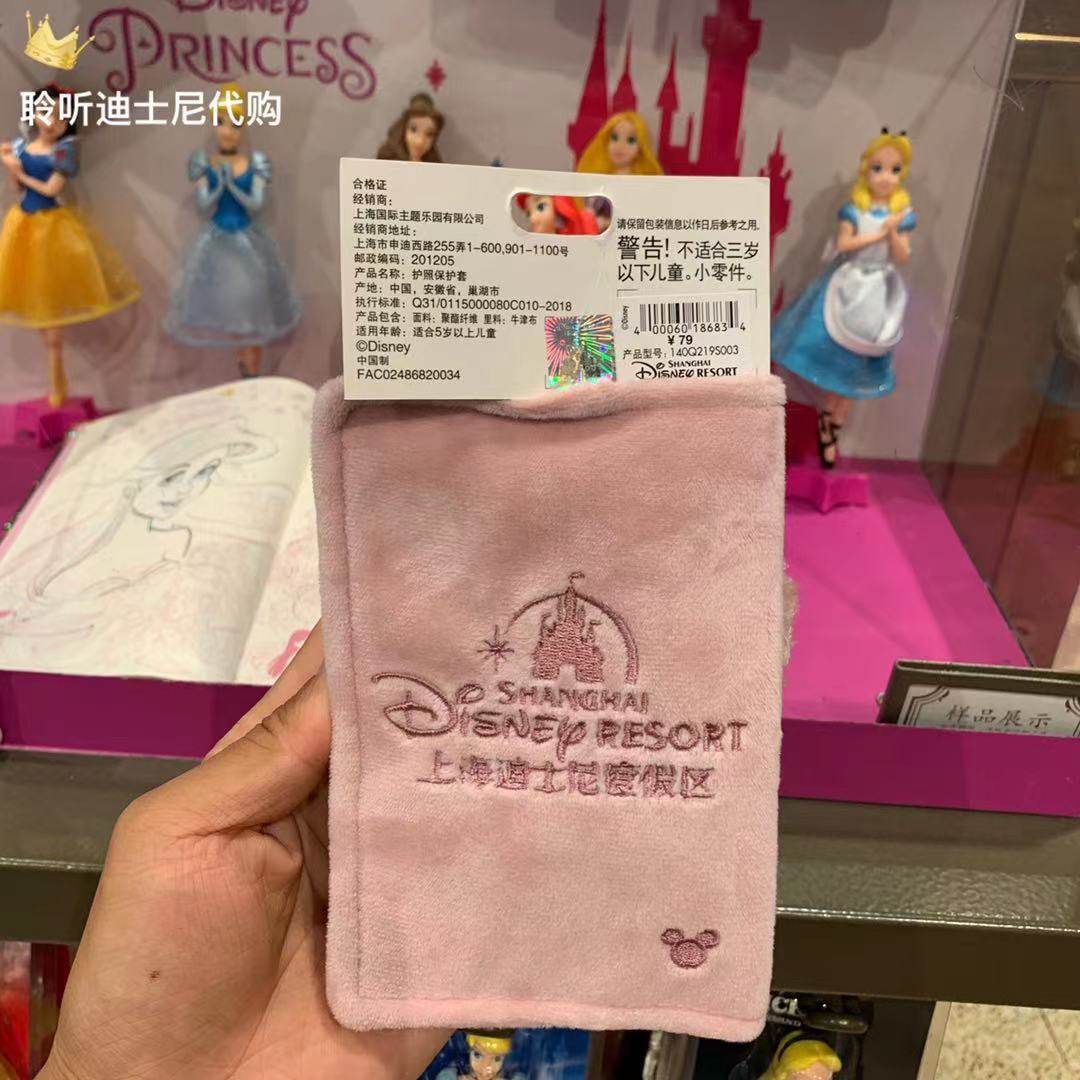 DISNEY
PRINCESS
聆听迪士尼代购
合格证
经销商：
上海国际主题乐园有限公司
经销商地址：
上海市申迪西路255弄1-600,901-1100号
邮政编码：201205
产品名称：护照保护套
产地：中国，安徽省，巢湖市
执行标准：Q31/0115000080C010-2018
产品包含：面料：聚酯纤维 里料：牛津布
适用年龄：适合5岁以上儿童
©Disney
中国制
FAC02486820034
请保留包装信息以作日后参考之用.
警告！不适合三岁
以下儿童。小零件。
©Disney
4 00060 18683 4
¥ 79
产品型号：140Q219S003
SHANGHAI
DISNEY RESORT
SHANGHAI
DISNEY RESORT
上海迪士尼度假区
样品展示